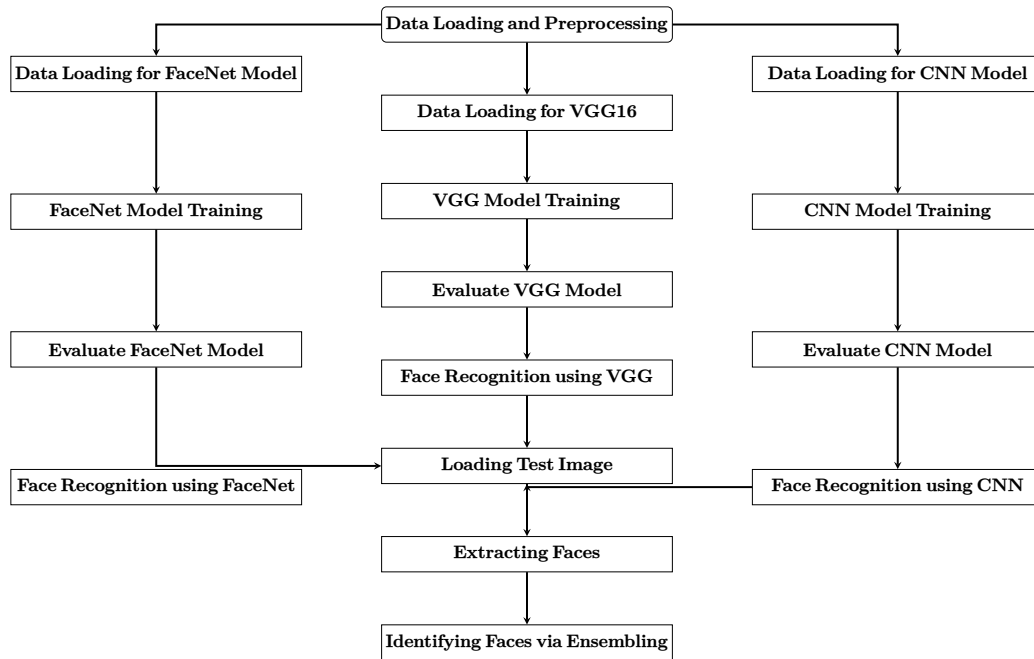 Data Loading and Preprocessing
Data Loading for FaceNet Model
Data Loading for CNN Model
Data Loading for VGG16
VGG Model Training
FaceNet Model Training
CNN Model Training
Evaluate VGG Model
Evaluate FaceNet Model
Evaluate CNN Model
Face Recognition using VGG
Loading Test Image
Face Recognition using FaceNet
Face Recognition using CNN
Extracting Faces
Identifying Faces via Ensembling